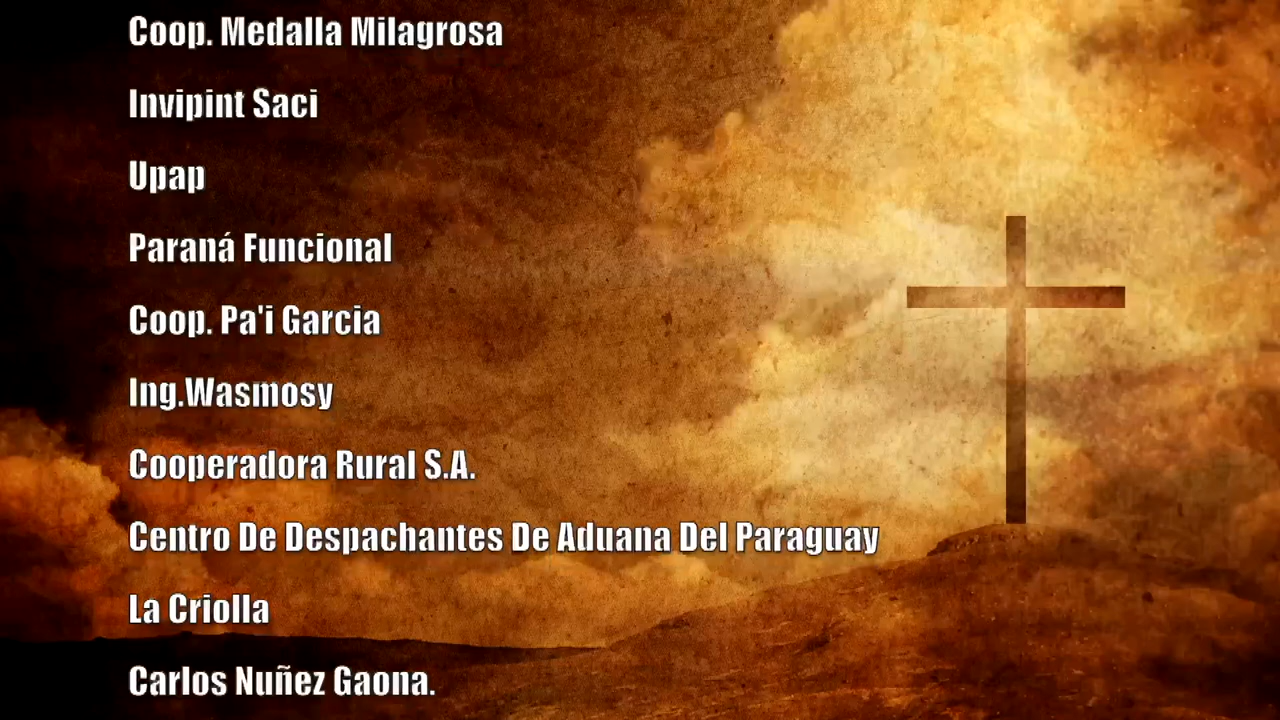 Coop. Medalla Milagrosa
Invipint Saci
Upap
Paraná Funcional
Coop. Pa'i Garcia
Ing.Wasmosy
Cooperadora Rural S.A.
Centro De Despachantes De Aduana Del Paraguay
La Criolla
Carlos Nuñez Gaona.